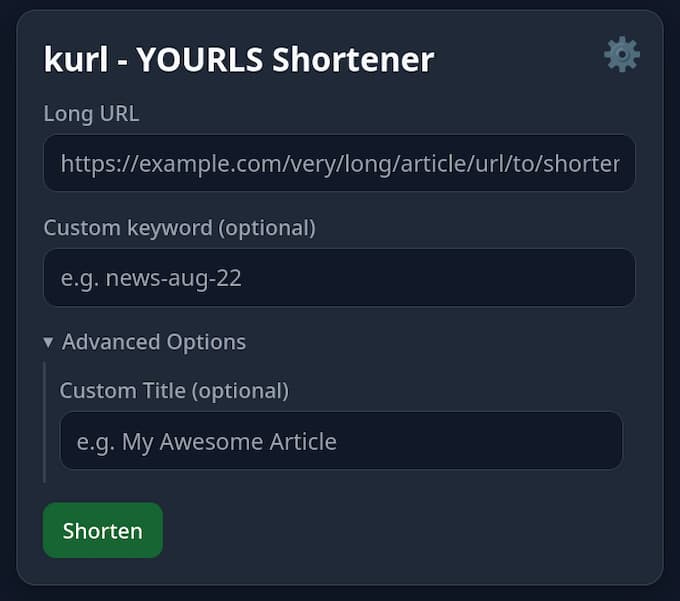 kurl - YOURLS Shortener
Long URL
https://example.com/very/long/article/url/to/shorter
Custom keyword (optional)
e.g. news-aug-22
▼ Advanced Options
Custom Title (optional)
e.g. My Awesome Article
Shorten